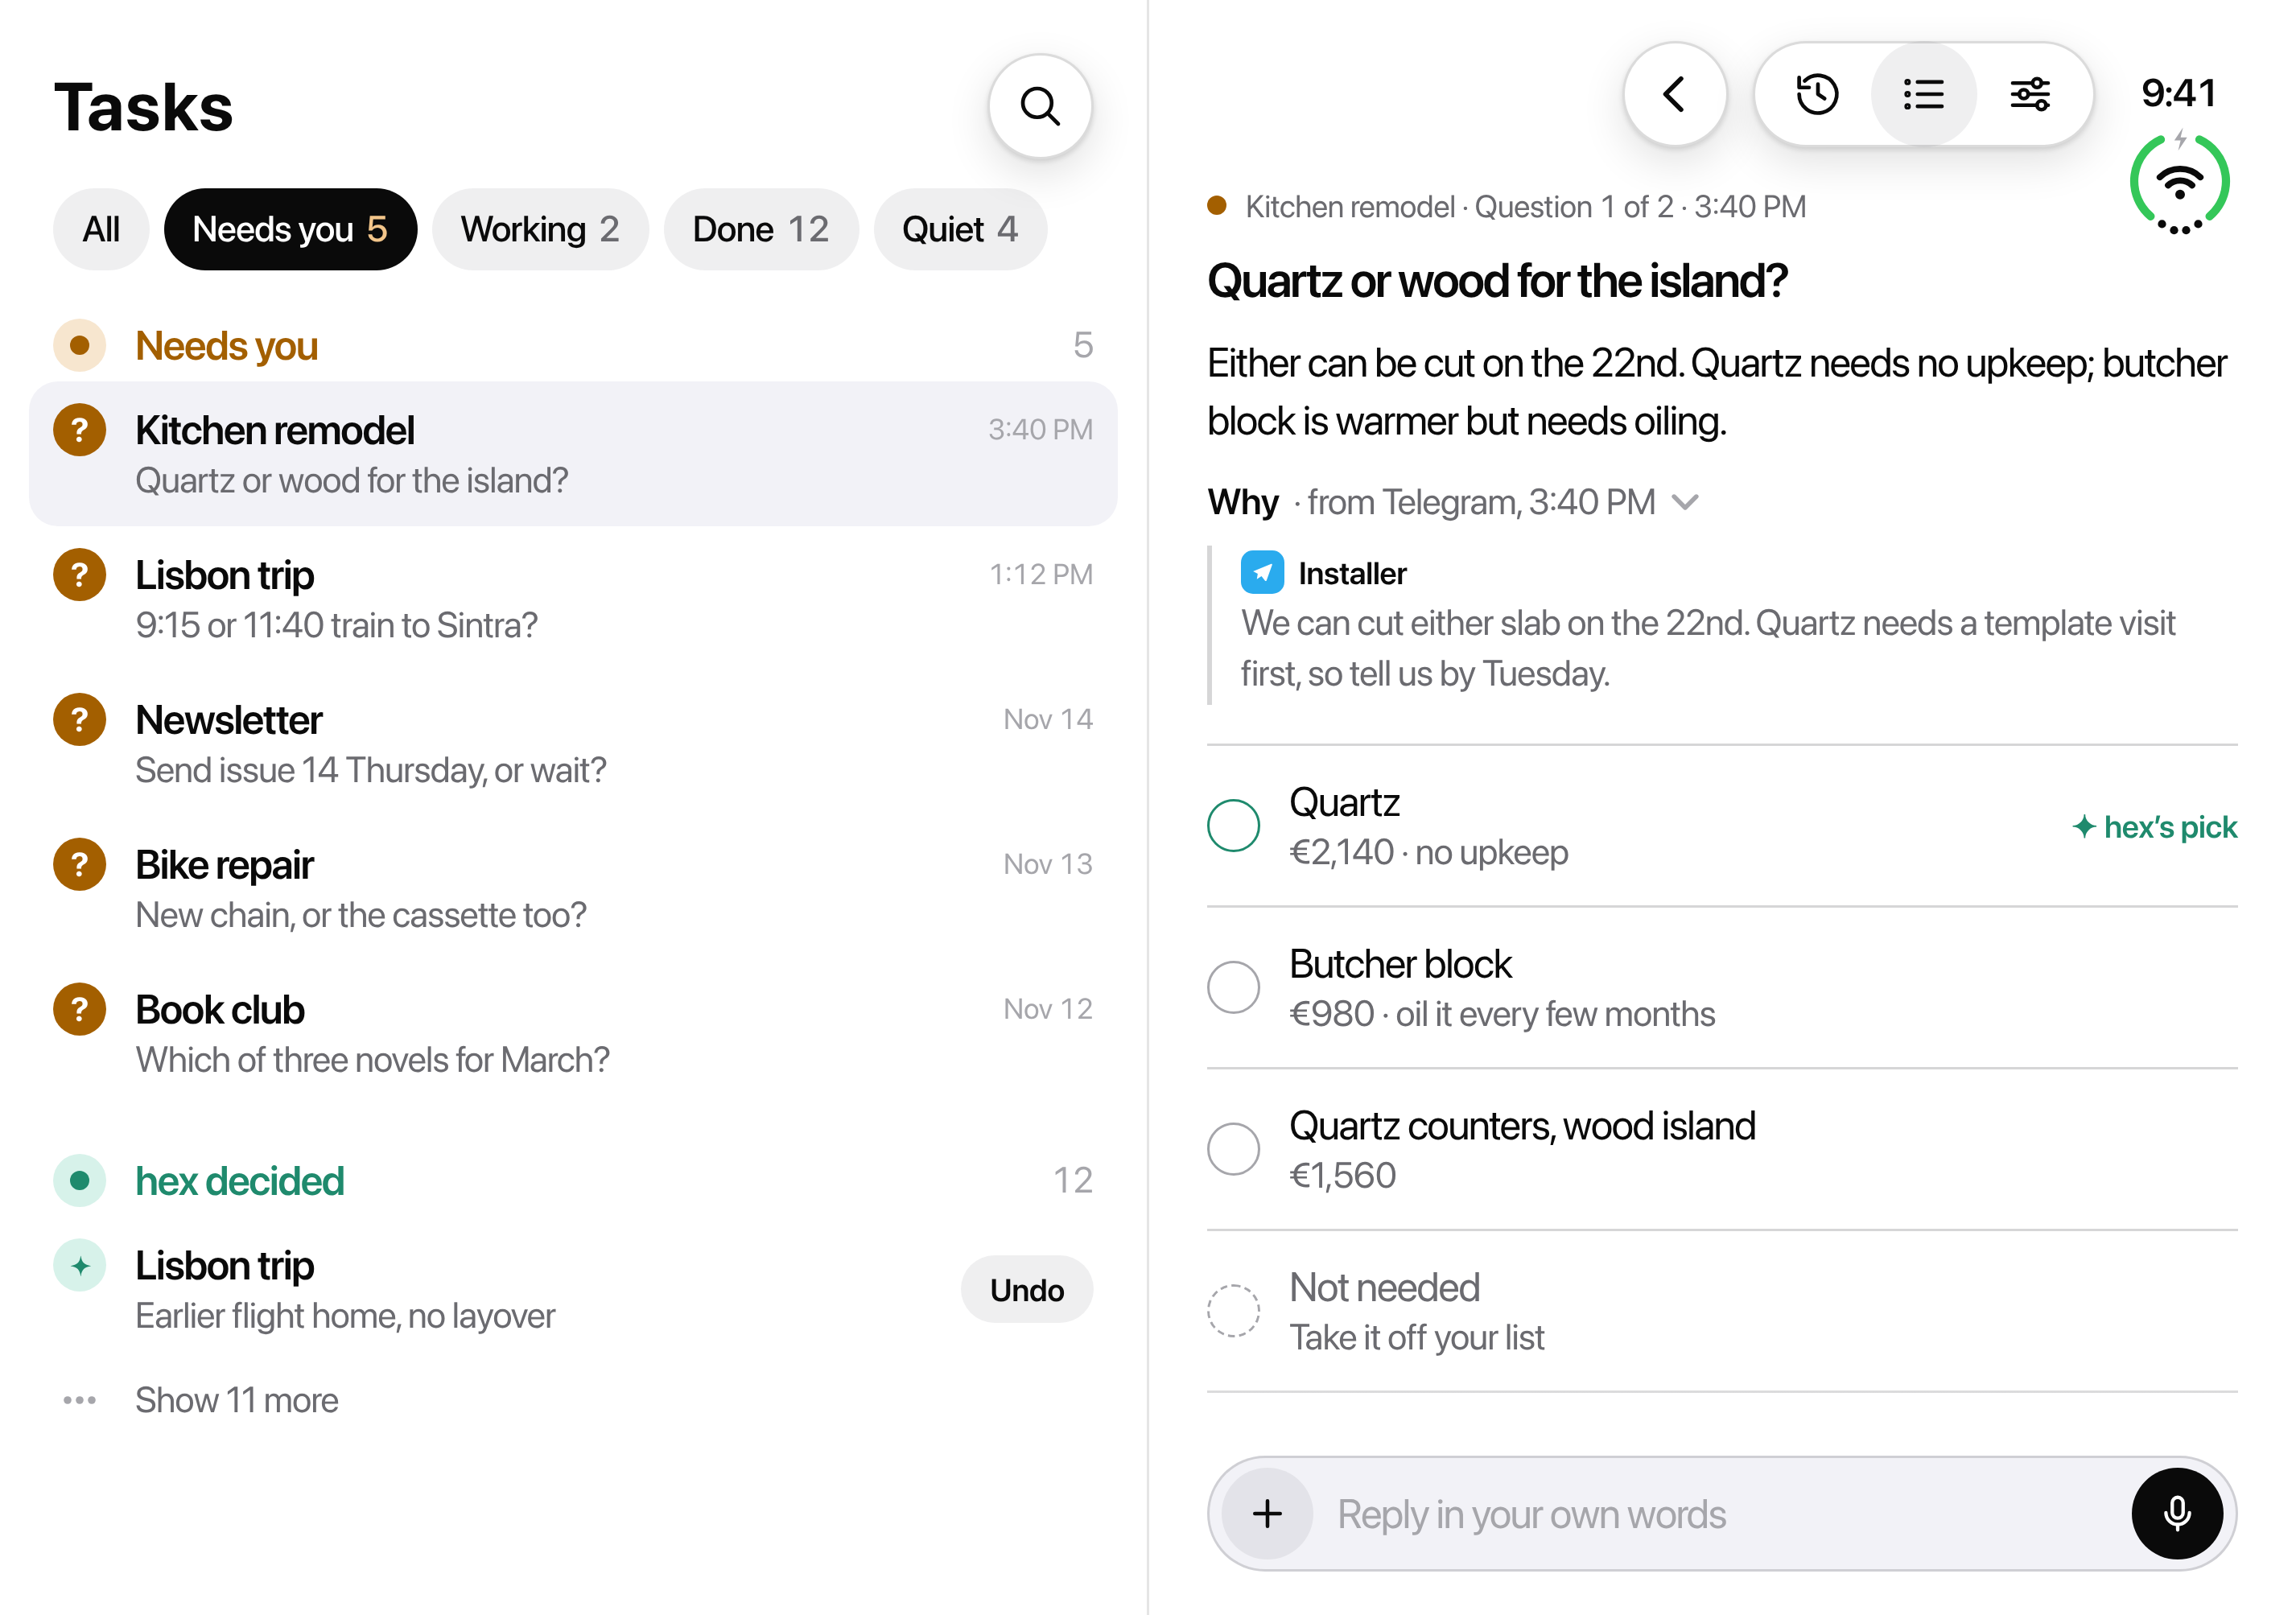 Tasks
All
Needs you 5
Working 2
Done 12
Quiet 4
Needs you
5
?
Kitchen remodel
3:40 PM
Quartz or wood for the island?
?
Lisbon trip
1:12 PM
9:15 or 11:40 train to Sintra?
?
Newsletter
Nov 14
Send issue 14 Thursday, or wait?
?
Bike repair
Nov 13
New chain, or the cassette too?
?
Book club
Nov 12
Which of three novels for March?
hex decided
12
Lisbon trip
Earlier flight home, no layover
Undo
Show 11 more
9:41
Kitchen remodel · Question 1 of 2 · 3:40 PM
Quartz or wood for the island?
Either can be cut on the 22nd. Quartz needs no upkeep; butcher
block is warmer but needs oiling.
Why · from Telegram, 3:40 PM
Installer
We can cut either slab on the 22nd. Quartz needs a template visit
first, so tell us by Tuesday.
Quartz
€2,140 · no upkeep
hex’s pick
Butcher block
€980 · oil it every few months
Quartz counters, wood island
€1,560
Not needed
Take it off your list
Reply in your own words